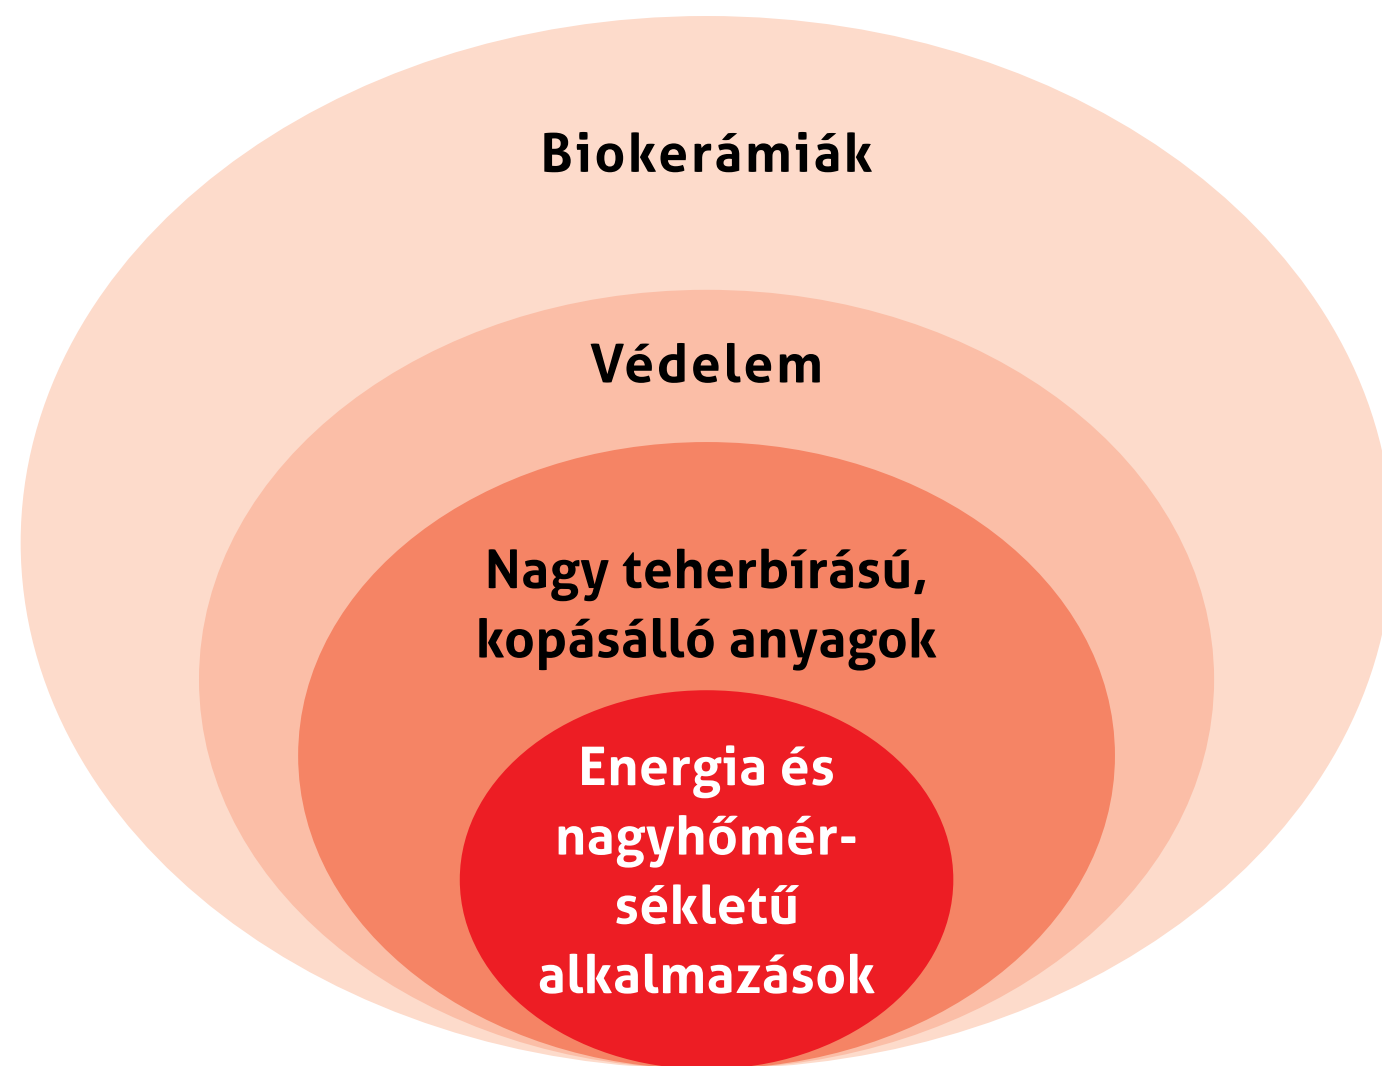 Biokerámiák
Védelem
Nagy teherbírású,
kopásálló anyagok
Energia és
nagyhőmér-
sékletű
alkalmazások